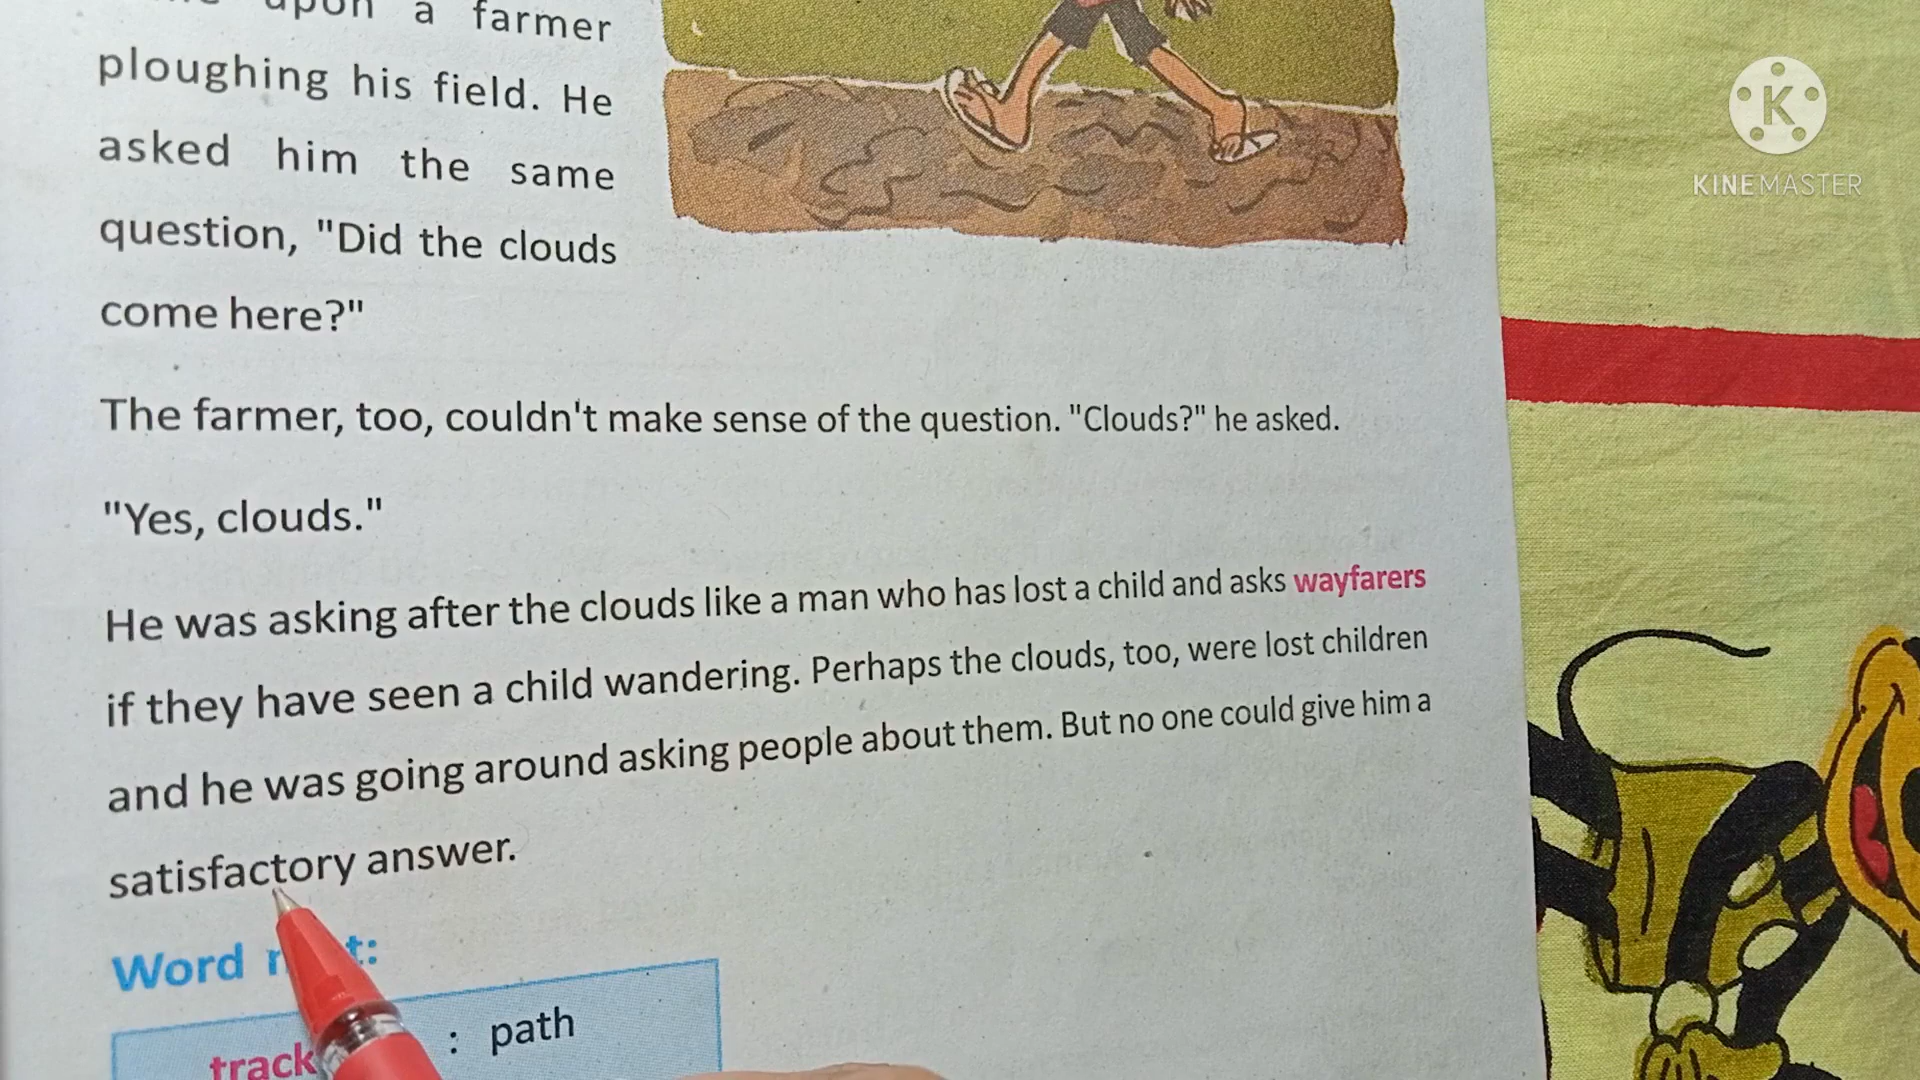 upon a farmer
ploughing his field. He
asked him the same
question, "Did the clouds
come here?"
The farmer, too, couldn't make sense of the question. "Clouds?" he asked.
"Yes, clouds."
He was asking after the clouds like a man who has lost a child and asks wayfarers
if they have seen a child wandering. Perhaps the clouds, too, were lost children
and he was going around asking people about them. But no one could give him a
satisfactory answer.
Word
track : path
K
KINEMASTER